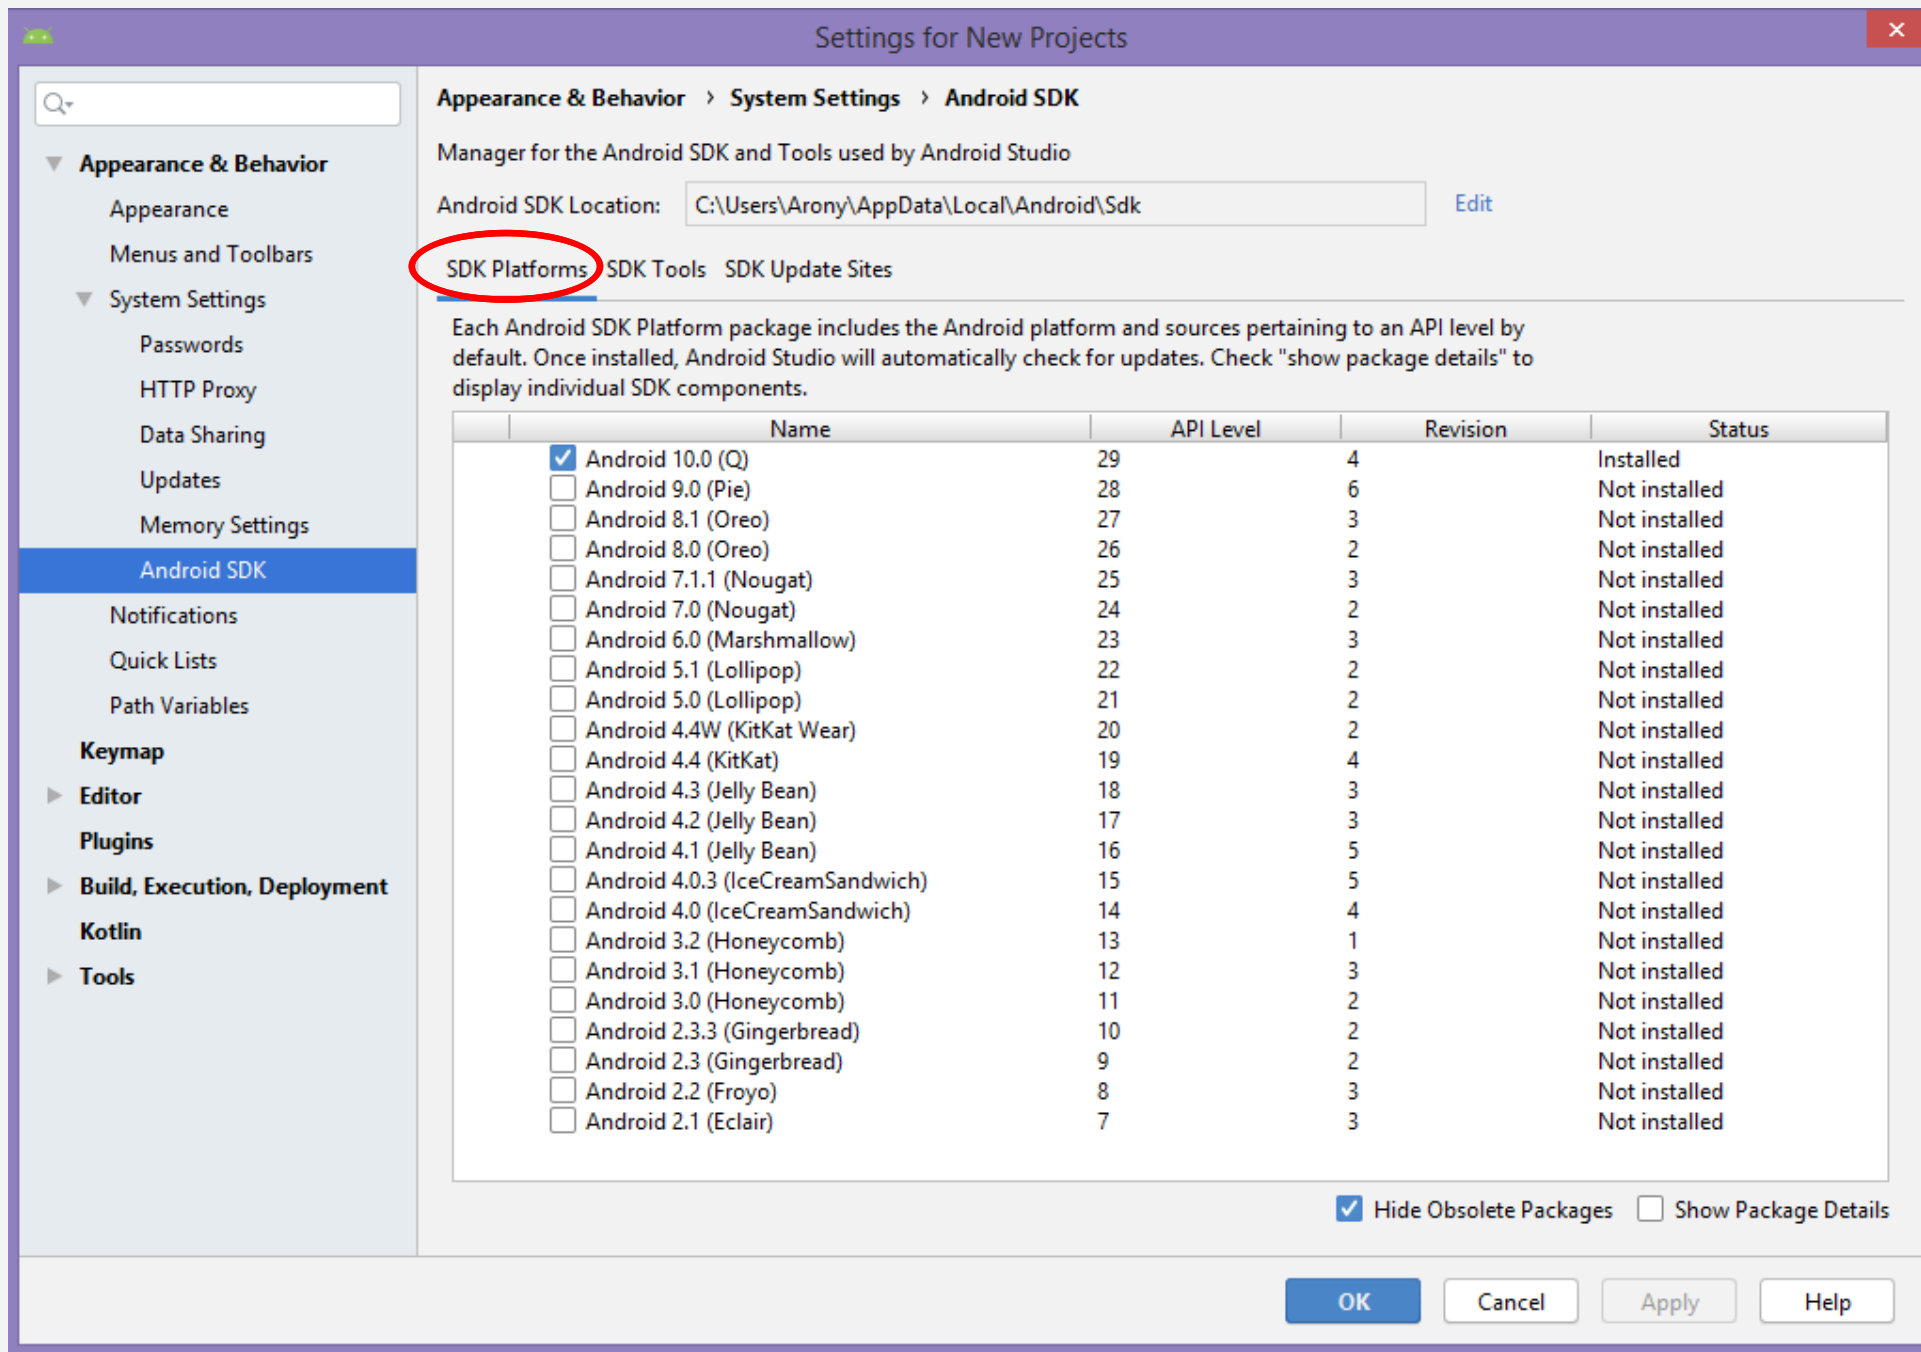 Settings for New Projects
Appearance & Behavior
Appearance
Menus and Toolbars
System Settings
Passwords
HTTP Proxy
Data Sharing
Updates
Memory Settings
Android SDK
Notifications
Quick Lists
Path Variables
Keymap
Editor
Plugins
Build, Execution, Deployment
Kotlin
Tools
Appearance & Behavior › System Settings › Android SDK
Manager for the Android SDK and Tools used by Android Studio
Android SDK Location: C:\Users\Arony\AppData\Local\Android\Sdk Edit
SDK Platforms SDK Tools SDK Update Sites
Each Android SDK Platform package includes the Android platform and sources pertaining to an API level by
default. Once installed, Android Studio will automatically check for updates. Check "show package details" to
display individual SDK components.
Name API Level Revision Status
Android 10.0 (Q) 29 4 Installed
Android 9.0 (Pie) 28 6 Not installed
Android 8.1 (Oreo) 27 3 Not installed
Android 8.0 (Oreo) 26 2 Not installed
Android 7.1.1 (Nougat) 25 3 Not installed
Android 7.0 (Nougat) 24 2 Not installed
Android 6.0 (Marshmallow) 23 3 Not installed
Android 5.1 (Lollipop) 22 2 Not installed
Android 5.0 (Lollipop) 21 2 Not installed
Android 4.4W (KitKat Wear) 20 2 Not installed
Android 4.4 (KitKat) 19 4 Not installed
Android 4.3 (Jelly Bean) 18 3 Not installed
Android 4.2 (Jelly Bean) 17 3 Not installed
Android 4.1 (Jelly Bean) 16 5 Not installed
Android 4.0.3 (IceCreamSandwich) 15 5 Not installed
Android 4.0 (IceCreamSandwich) 14 4 Not installed
Android 3.2 (Honeycomb) 13 1 Not installed
Android 3.1 (Honeycomb) 12 3 Not installed
Android 3.0 (Honeycomb) 11 2 Not installed
Android 2.3.3 (Gingerbread) 10 2 Not installed
Android 2.3 (Gingerbread) 9 2 Not installed
Android 2.2 (Froyo) 8 3 Not installed
Android 2.1 (Eclair) 7 3 Not installed
Hide Obsolete Packages Show Package Details
OK Cancel Apply Help